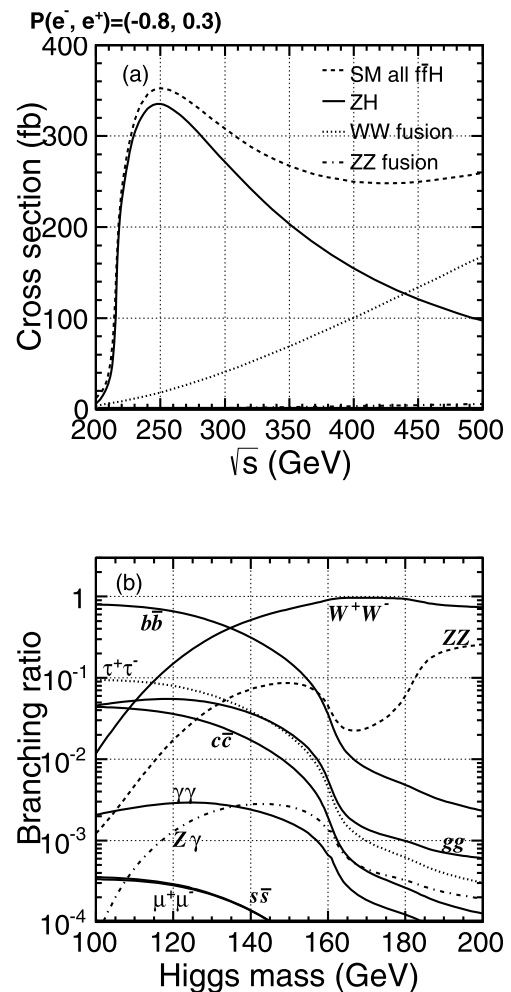 P(e⁻, e⁺)=(-0.8, 0.3)
400
300
200
100
0
Cross section (fb)
(a)
SM all ff̄H
ZH
WW fusion
ZZ fusion
200 250 300 350 400 450 500
√s (GeV)
1
10⁻¹
10⁻²
10⁻³
10⁻⁴
Branching ratio
(b)
bb̄
W⁺W⁻
ZZ
τ⁺τ⁻
cc̄
γγ
Zγ
gg
μ⁺μ⁻
ss̄
100 120 140 160 180 200
Higgs mass (GeV)